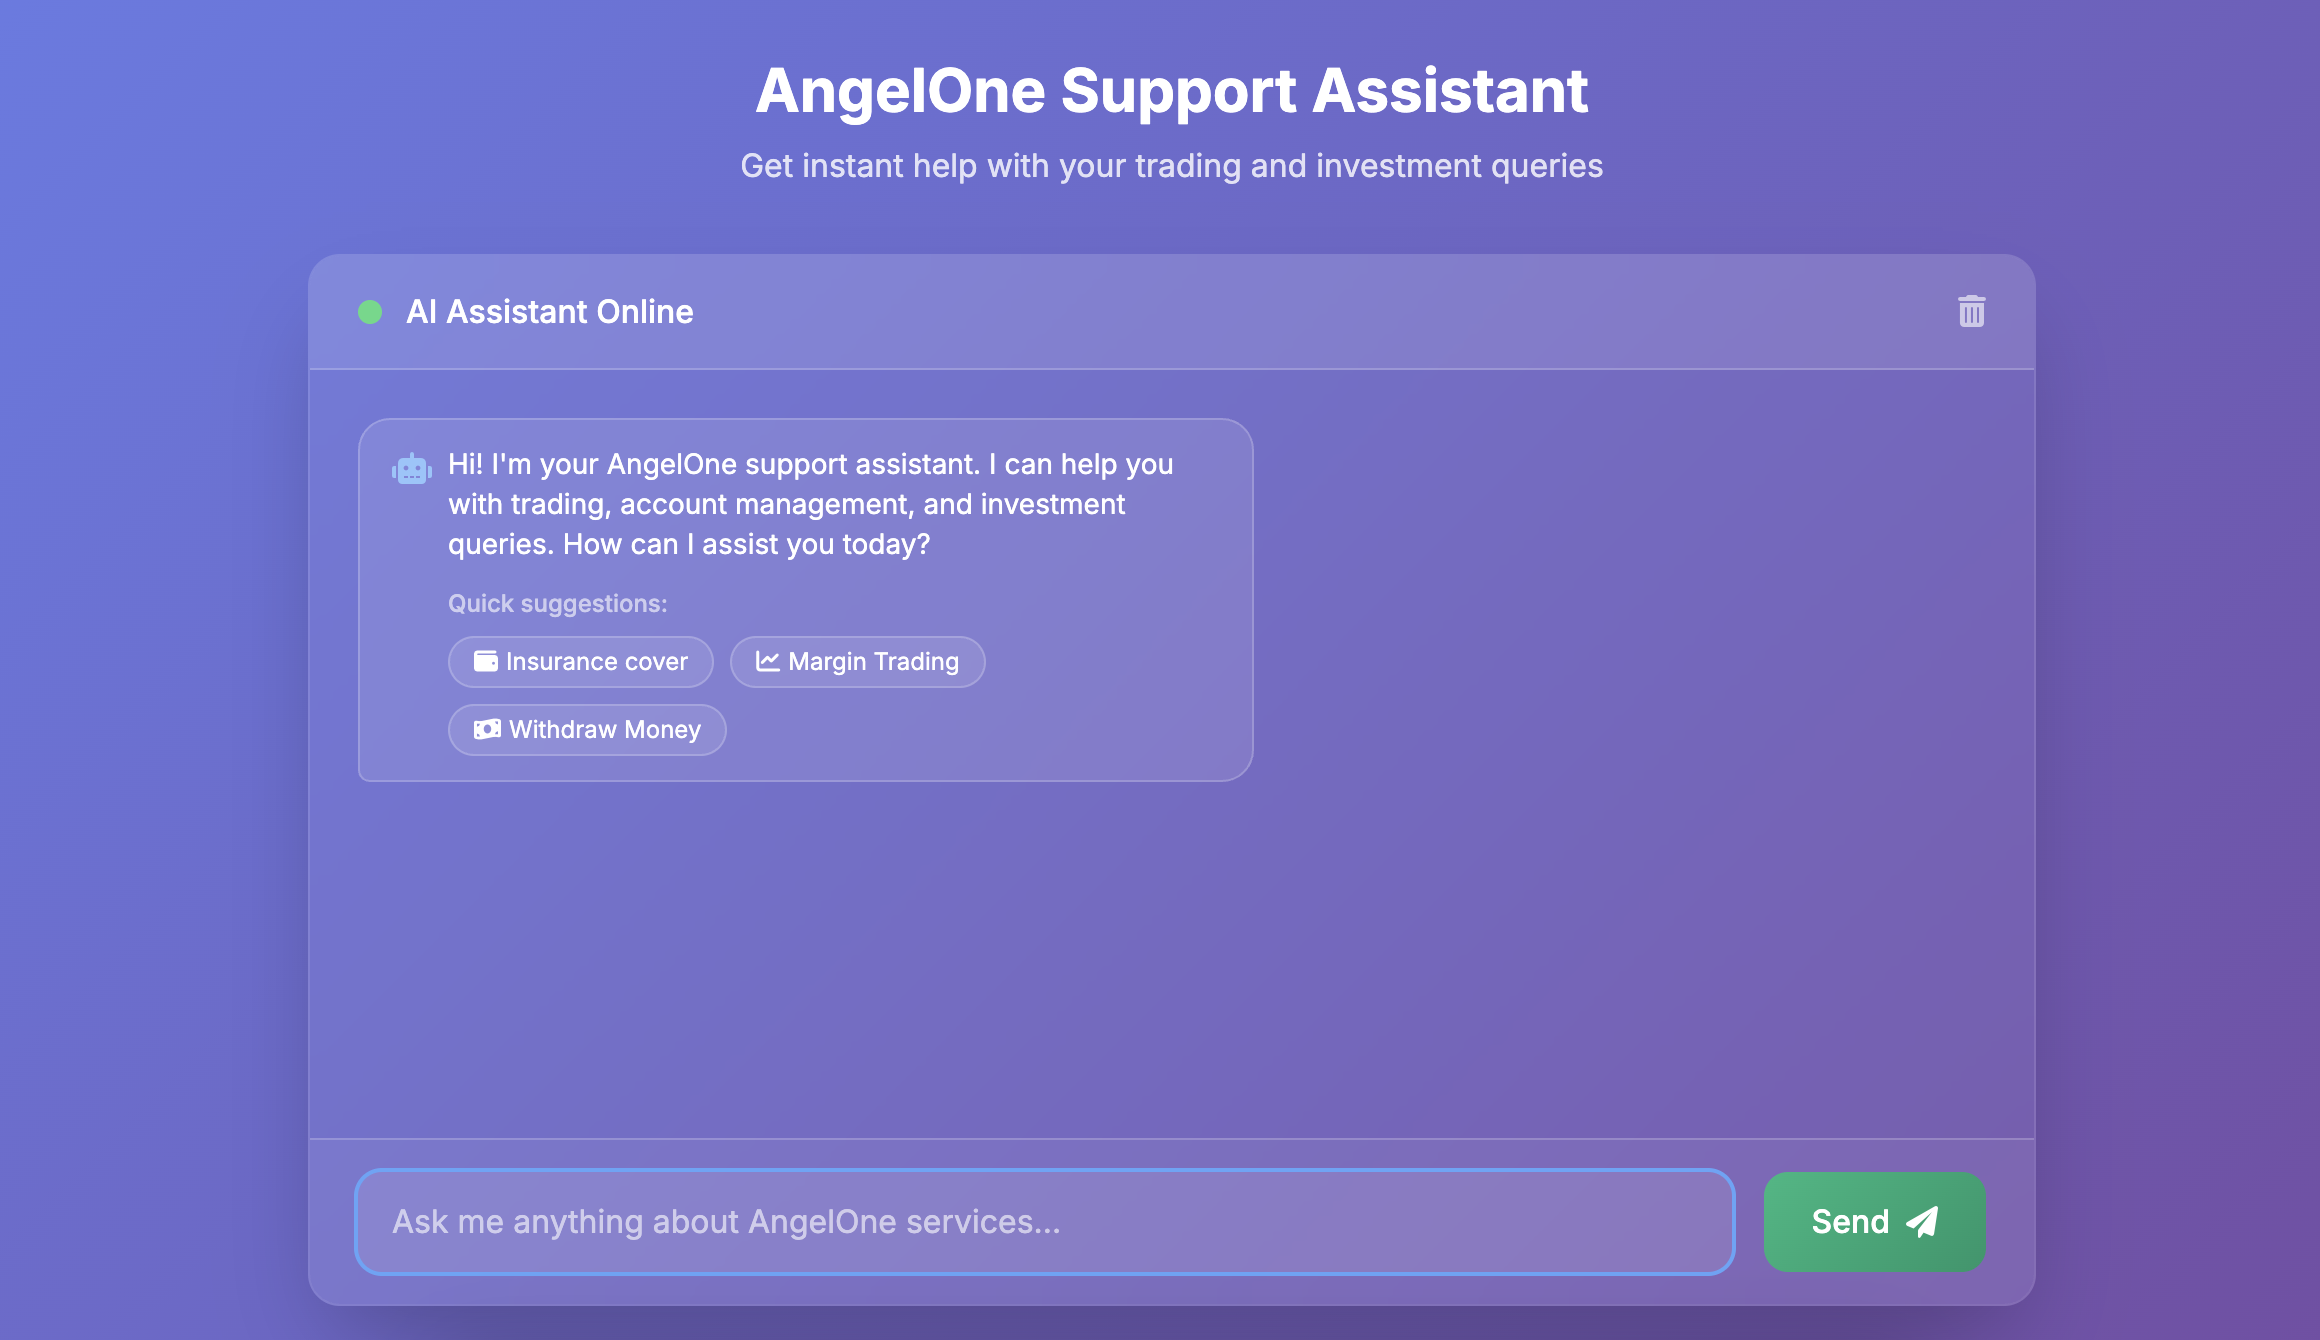 AngelOne Support Assistant
Get instant help with your trading and investment queries
AI Assistant Online
Hi! I'm your AngelOne support assistant. I can help you
with trading, account management, and investment
queries. How can I assist you today?
Quick suggestions:
Insurance cover
Margin Trading
Withdraw Money
Ask me anything about AngelOne services...
Send